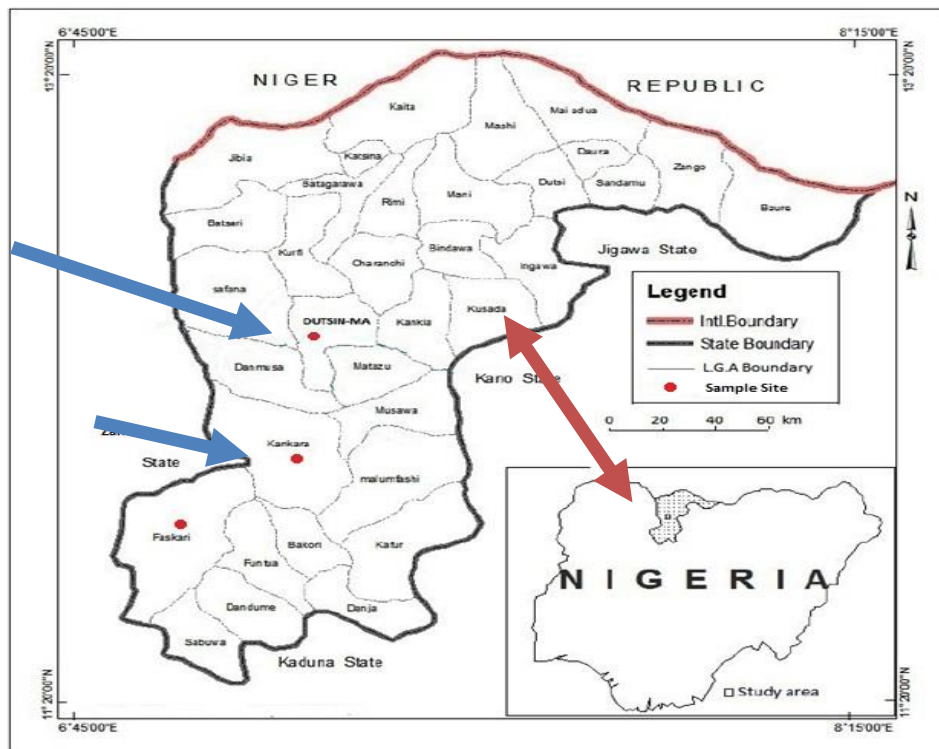 6°45'00"E
8°15'00"E
13°20'00"N
13°20'00"N
NIGER
REPUBLIC
Kaita
Mai adua
Mashi
Jibia
Katsina
Daura
Zango
Batagarawa
Dutsi
Sandamu
Rimi
Mani
Baure
N
Batsari
Bindawa
Jigawa State
Kurfi
Charanchi
Ingawa
safana
Kusada
DUTSIN-MA
Kankia
Danmusa
Matazu
Kano State
Musawa
Kankara
State
malumfashi
Faskari
Bakori
Kafur
Funtua
Dandume
Danja
Sabuwa
Kaduna State
Legend
Intl.Boundary
State Boundary
L.G.A Boundary
Sample Site
0 20 40 60 km
NIGERIA
Study area
11°20'00"N
11°20'00"N
6°45'00"E
8°15'00"E